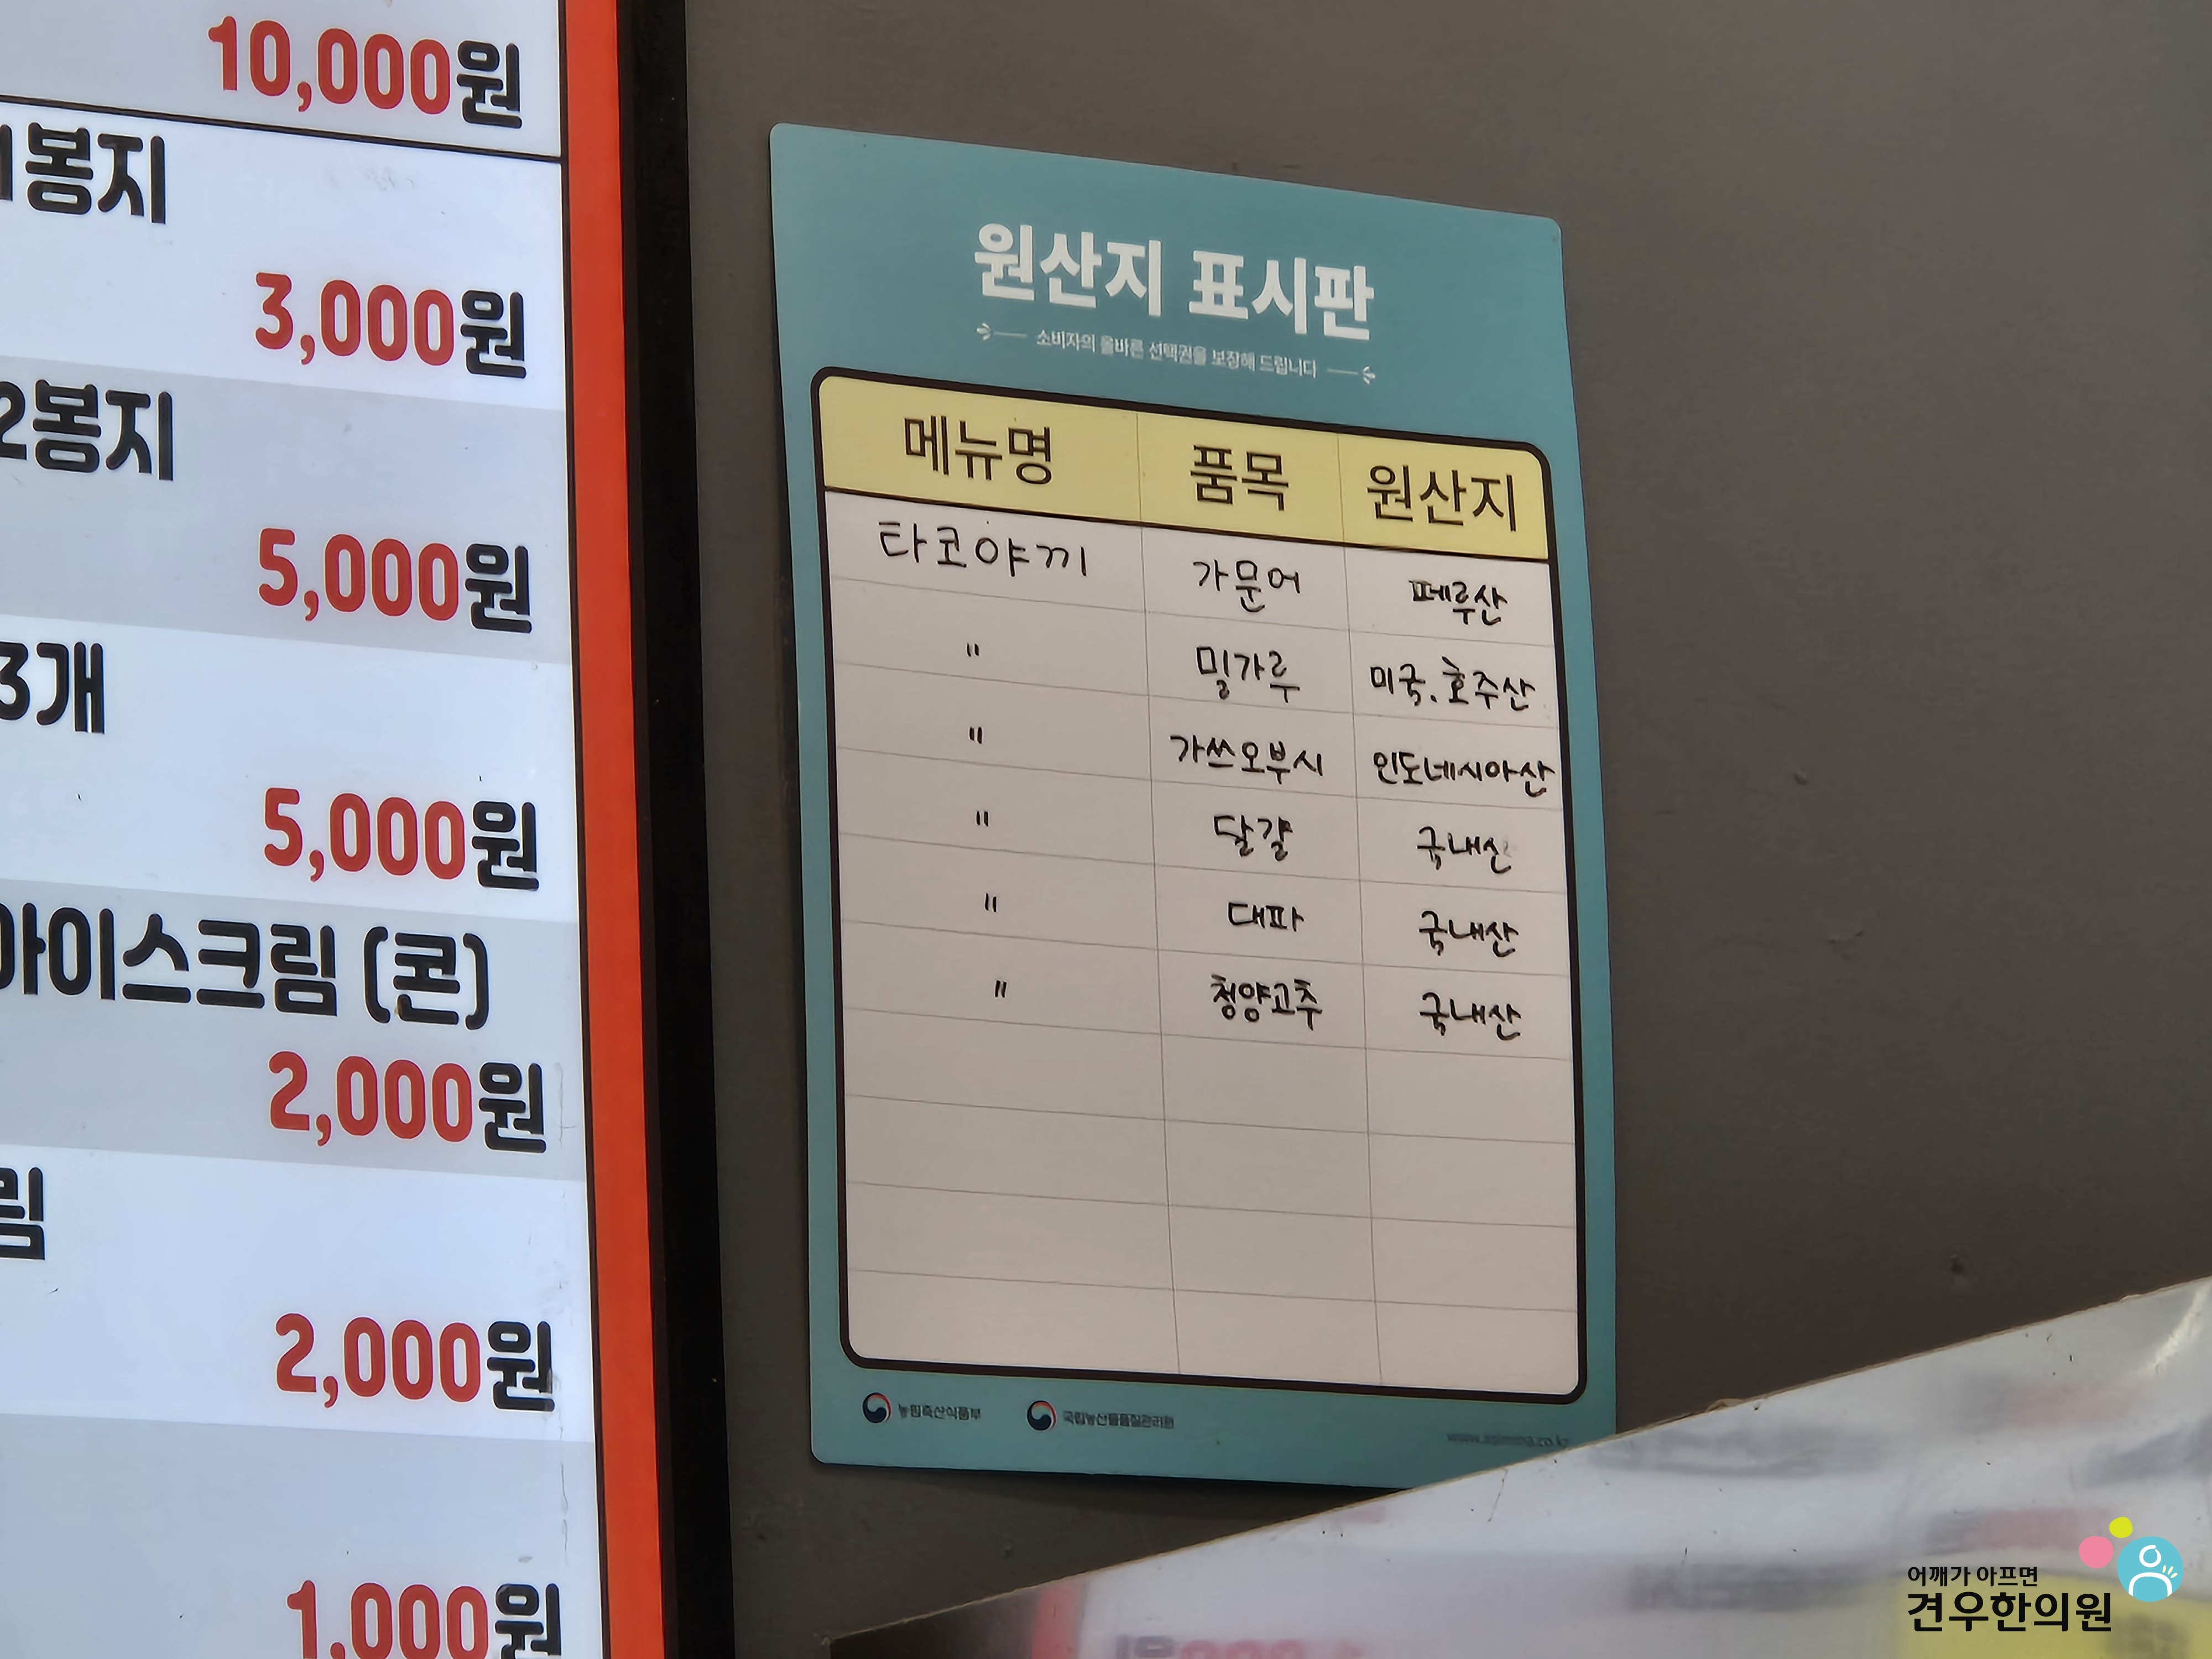 10,000원
1봉지
3,000원
2봉지
5,000원
3개
5,000원
아이스크림 (콘)
2,000원
림
2,000원
1,000원
원산지 표시판
소비자의 올바른 선택권을 보장해 드립니다
메뉴명 품목 원산지
타코야끼 가문어 페루산
" 밀가루 미국.호주산
" 가쓰오부시 인도네시아산
" 달걀 국내산
" 대파 국내산
" 청양고추 국내산
농림축산식품부 국립농산물품질관리원
어깨가 아프면
견우한의원